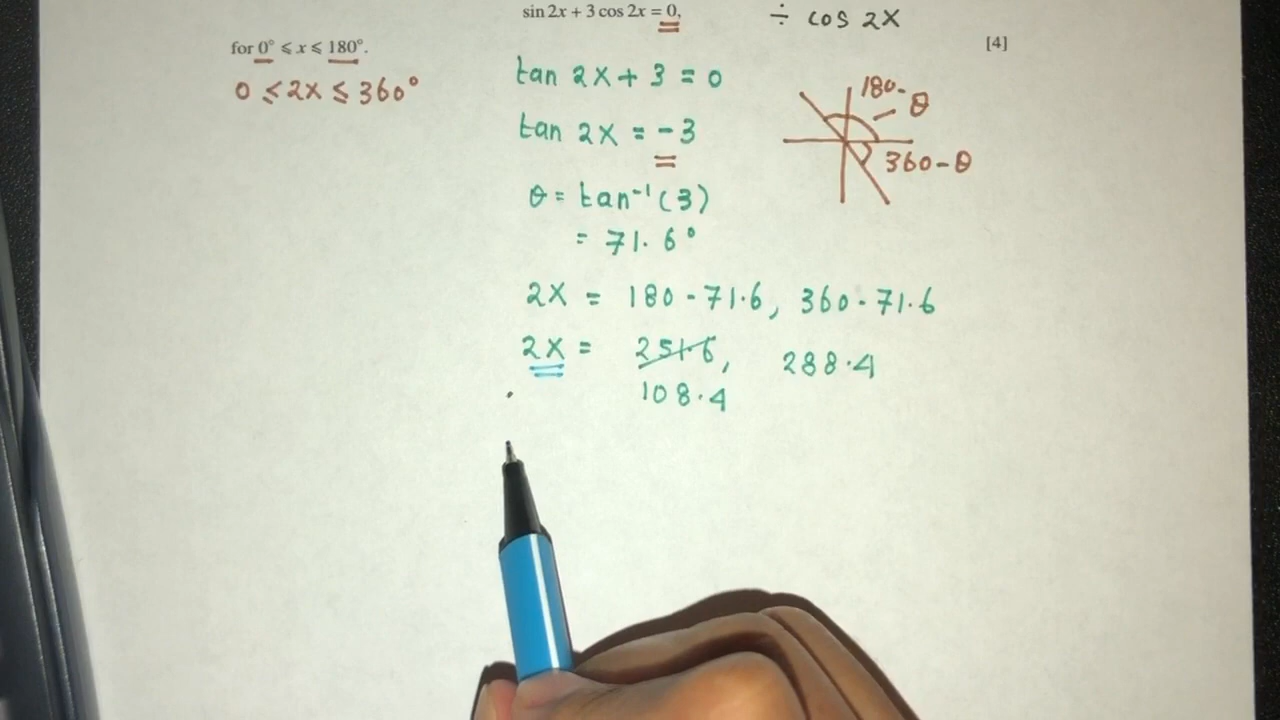 sin 2x + 3 cos 2x = 0,
÷ cos 2X
for 0° ⩽ x ⩽ 180°.
[4]
0 ⩽ 2X ⩽ 360°
tan 2X + 3 = 0
180-θ
tan 2X = -3
360-θ
θ = tan⁻¹(3)
= 71.6°
2X = 180-71.6, 360-71.6
2X = 251.6, 288.4
108.4